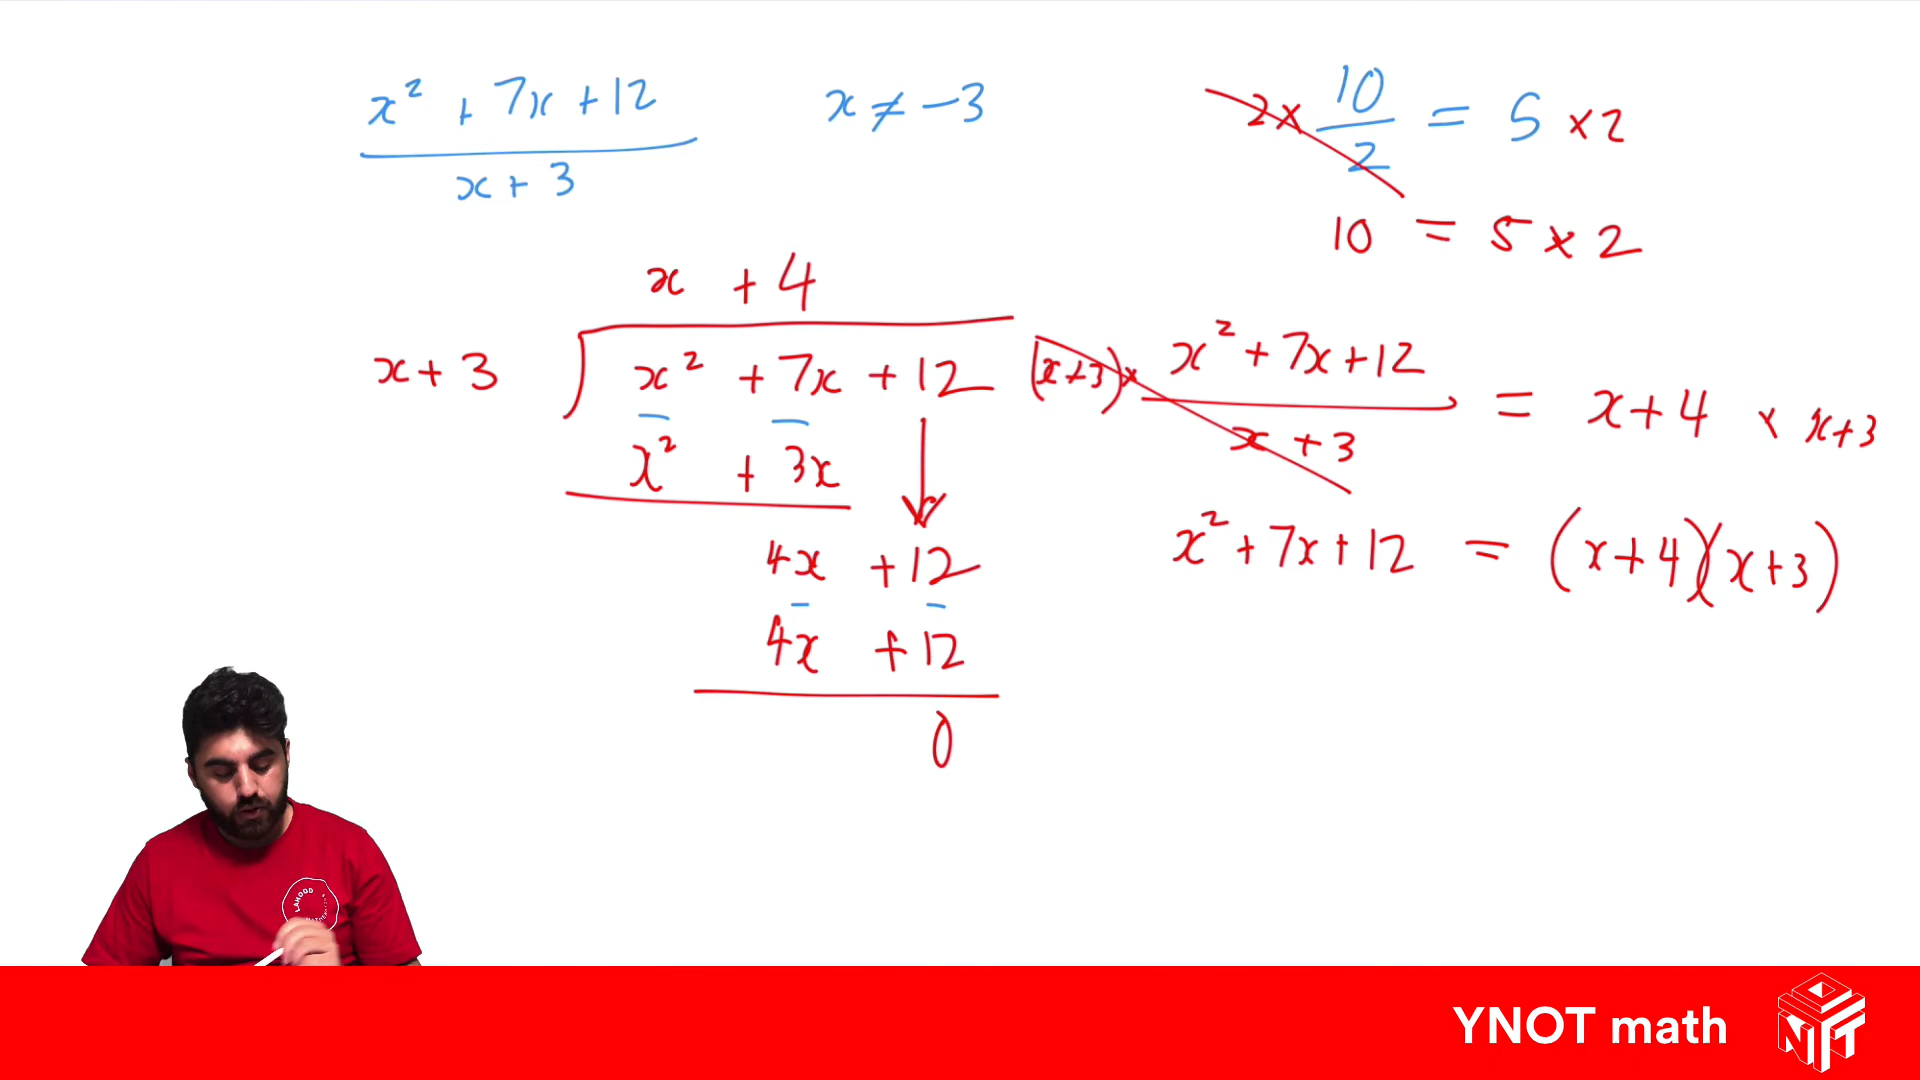 x² + 7x + 12
x + 3
x ≠ -3
2 × 10/2 = 5 × 2
10 = 5 × 2
x + 4
x + 3 x² + 7x + 12
x² + 3x
4x + 12
4x + 12
0
(x+3) × x² + 7x + 12 / x + 3 = x + 4 × x + 3
x² + 7x + 12 = (x+4)(x+3)
LAHOOD
YNOT math